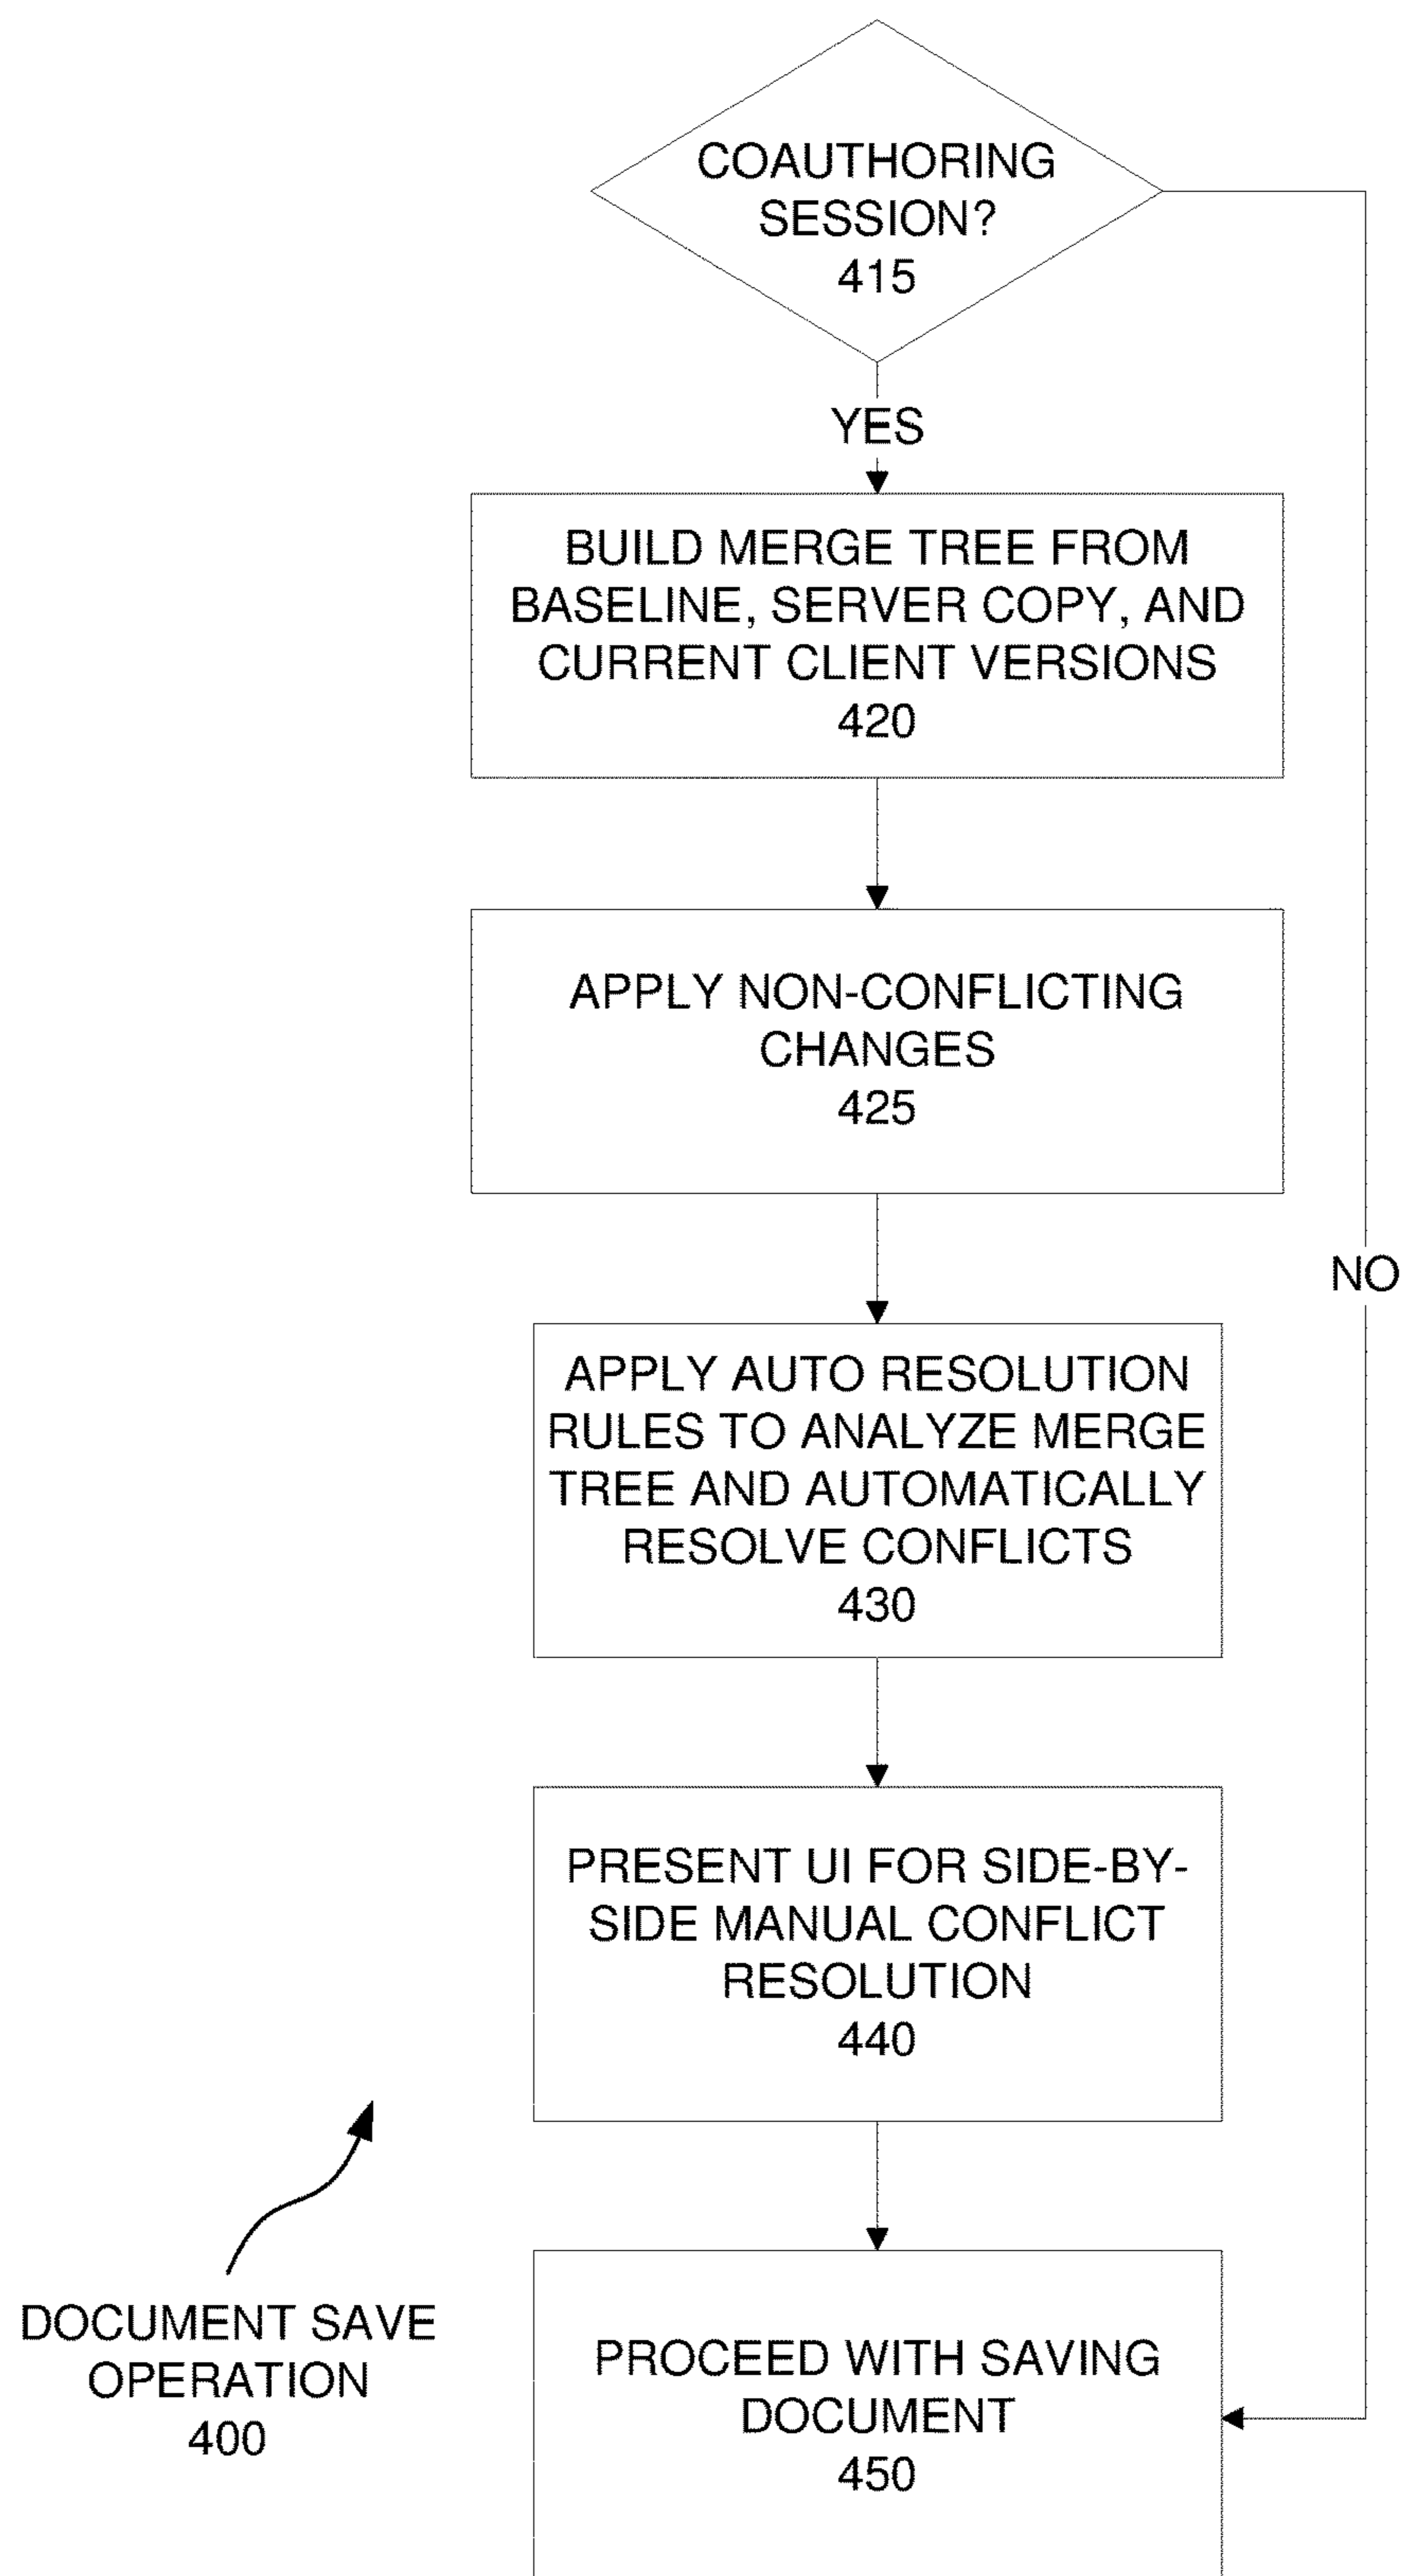 COAUTHORING
SESSION?
415
YES
BUILD MERGE TREE FROM
BASELINE, SERVER COPY, AND
CURRENT CLIENT VERSIONS
420
APPLY NON-CONFLICTING
CHANGES
425
NO
APPLY AUTO RESOLUTION
RULES TO ANALYZE MERGE
TREE AND AUTOMATICALLY
RESOLVE CONFLICTS
430
PRESENT UI FOR SIDE-BY-
SIDE MANUAL CONFLICT
RESOLUTION
440
DOCUMENT SAVE
OPERATION
400
PROCEED WITH SAVING
DOCUMENT
450